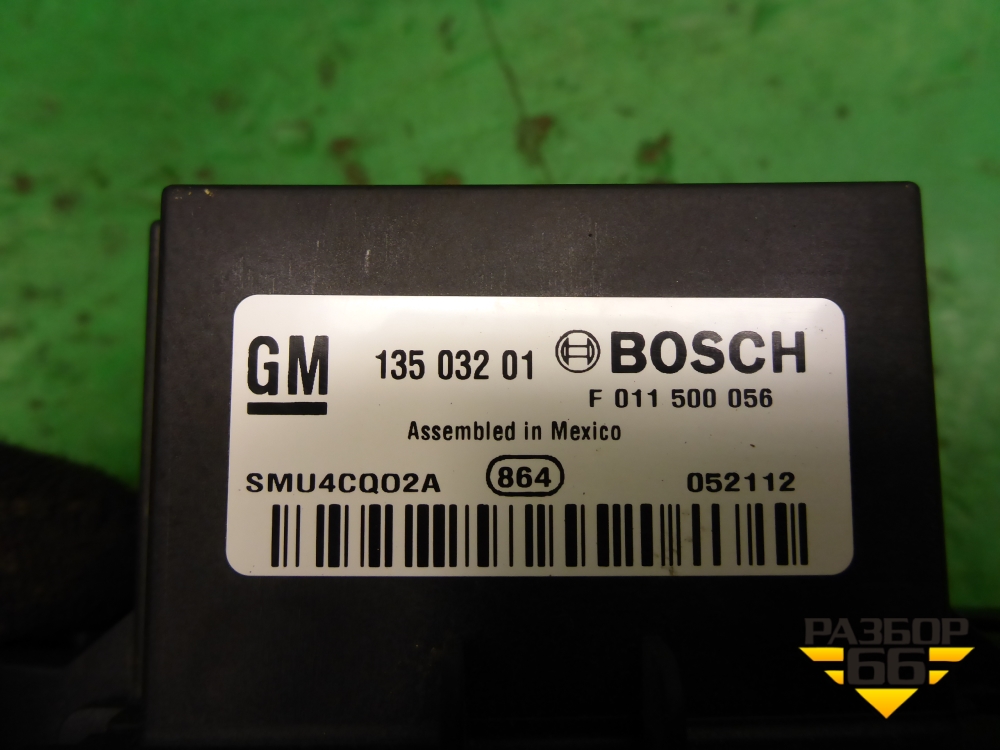 GM
135 032 01
BOSCH
F 011 500 056
Assembled in Mexico
SMU4CQ02A
864
052112
РАЗБОР
66